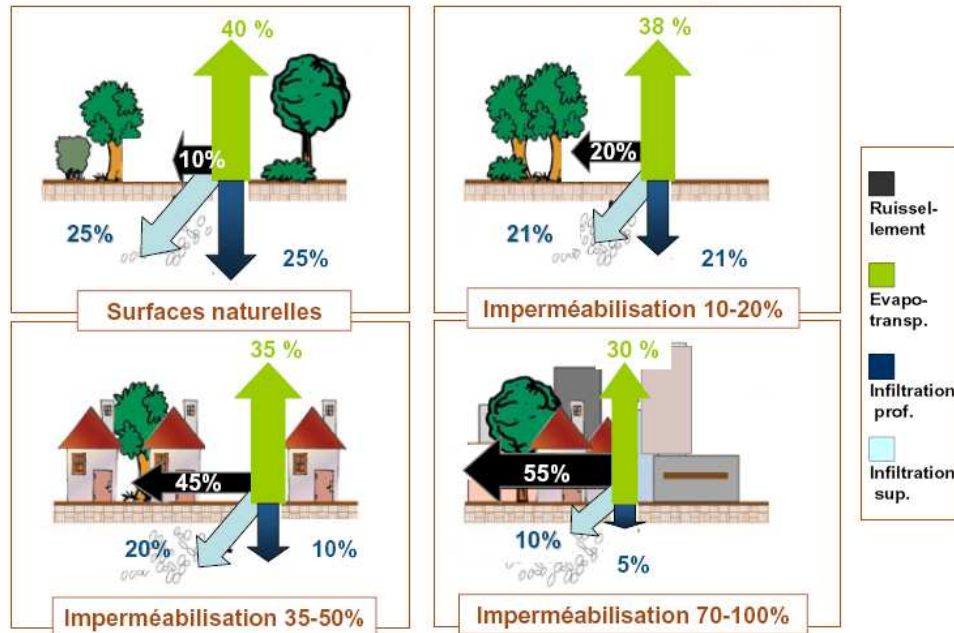 40 %
10%
25%
25%
Surfaces naturelles
38 %
20%
21%
21%
Imperméabilisation 10-20%
35 %
45%
20%
10%
Imperméabilisation 35-50%
30 %
55%
10%
5%
Imperméabilisation 70-100%
Ruissel-
lement
Evapo-
transp.
Infiltration
prof.
Infiltration
sup.